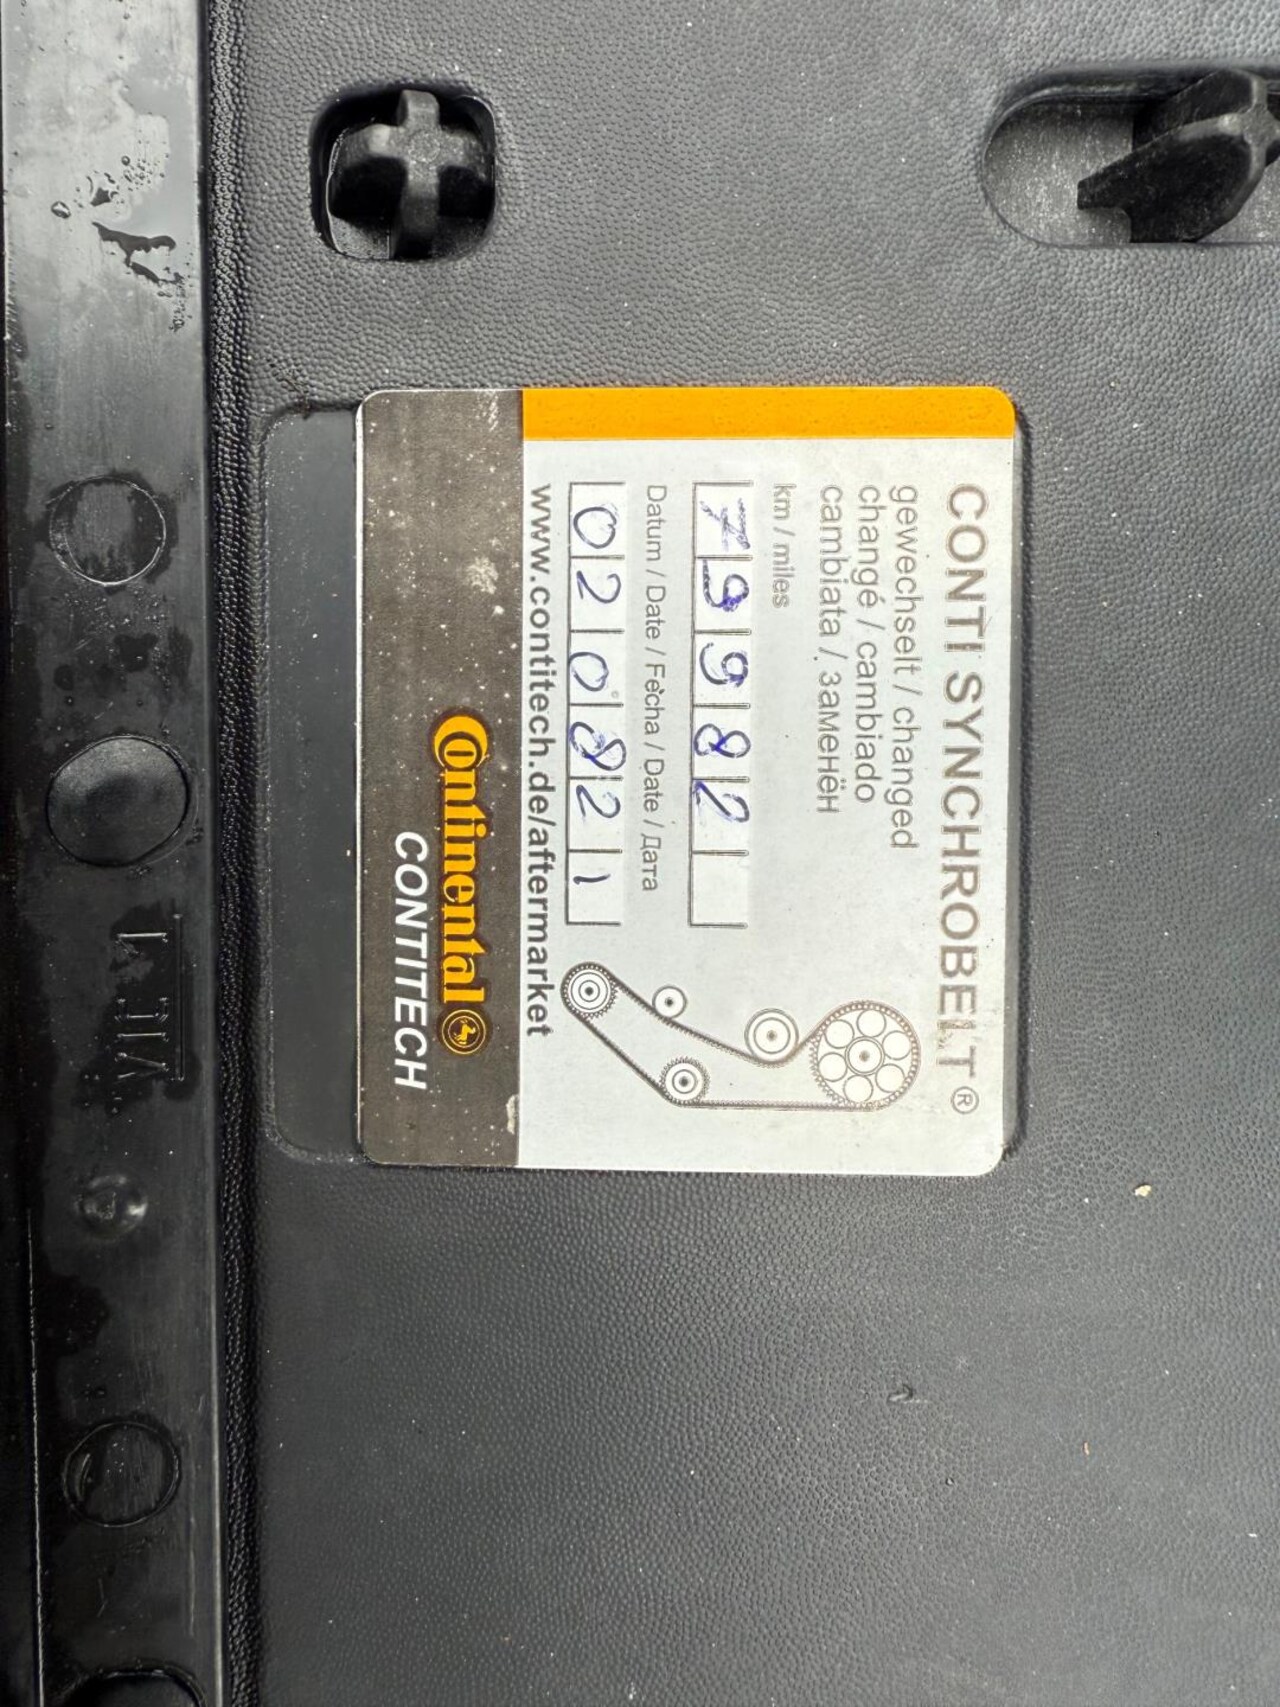 CONTI SYNCHROBELT®
gewechselt / changed
changé / cambiado
cambiata / Заменён
km / miles
79982
Datum / Date / Fecha / Date / Дата
020821
www.contitech.de/aftermarket
Continental
CONTITECH